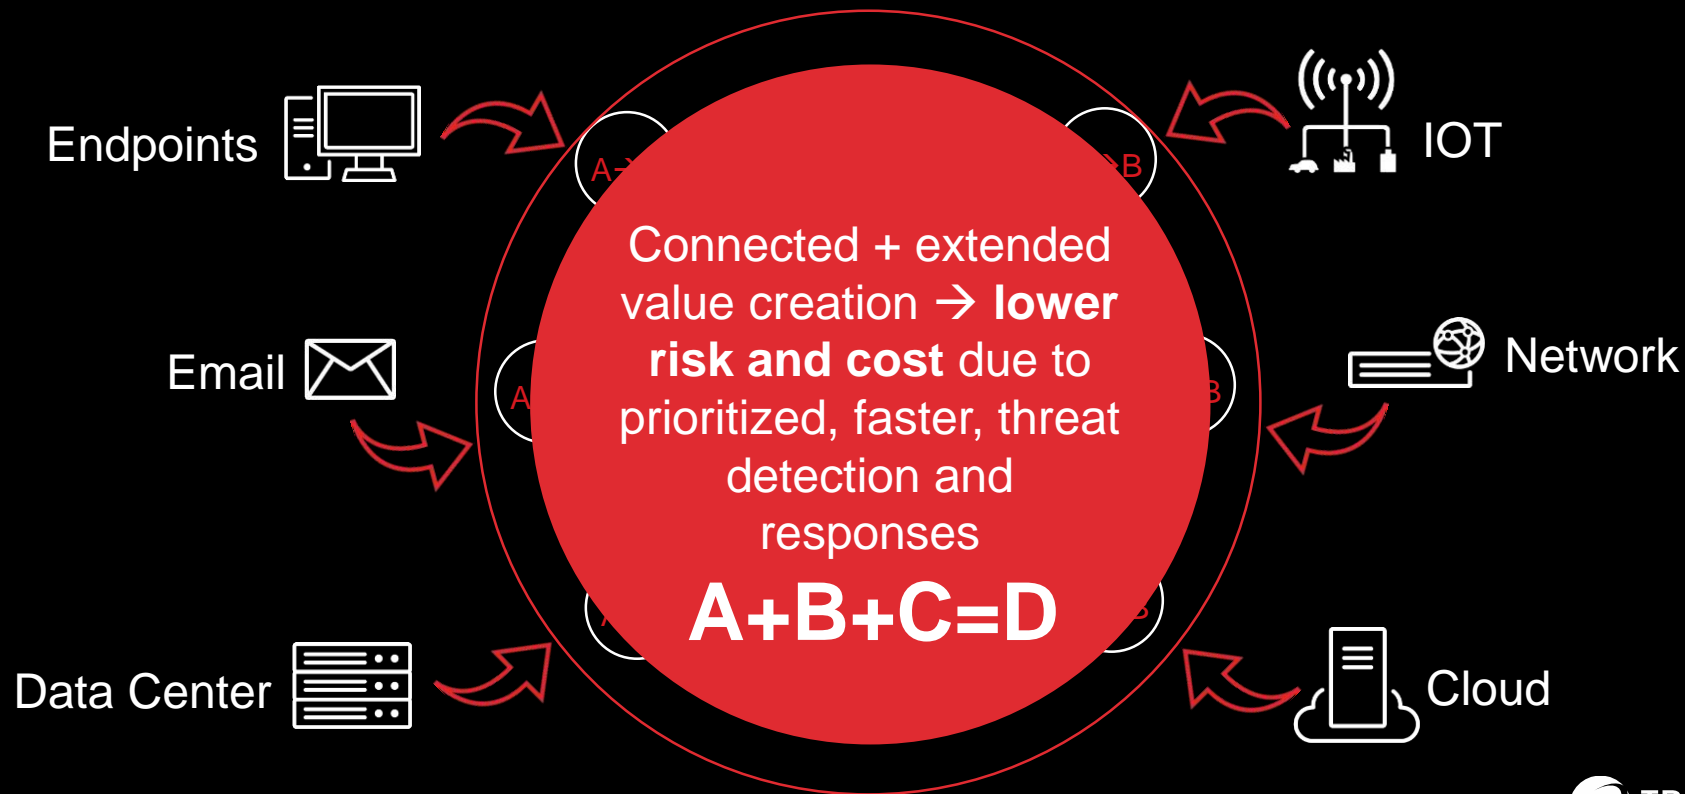 Endpoints
Email
Data Center
IOT
Network
Cloud
A→
→B
A
B
A
B
Connected + extended
value creation → lower
risk and cost due to
prioritized, faster, threat
detection and
responses
A+B+C=D